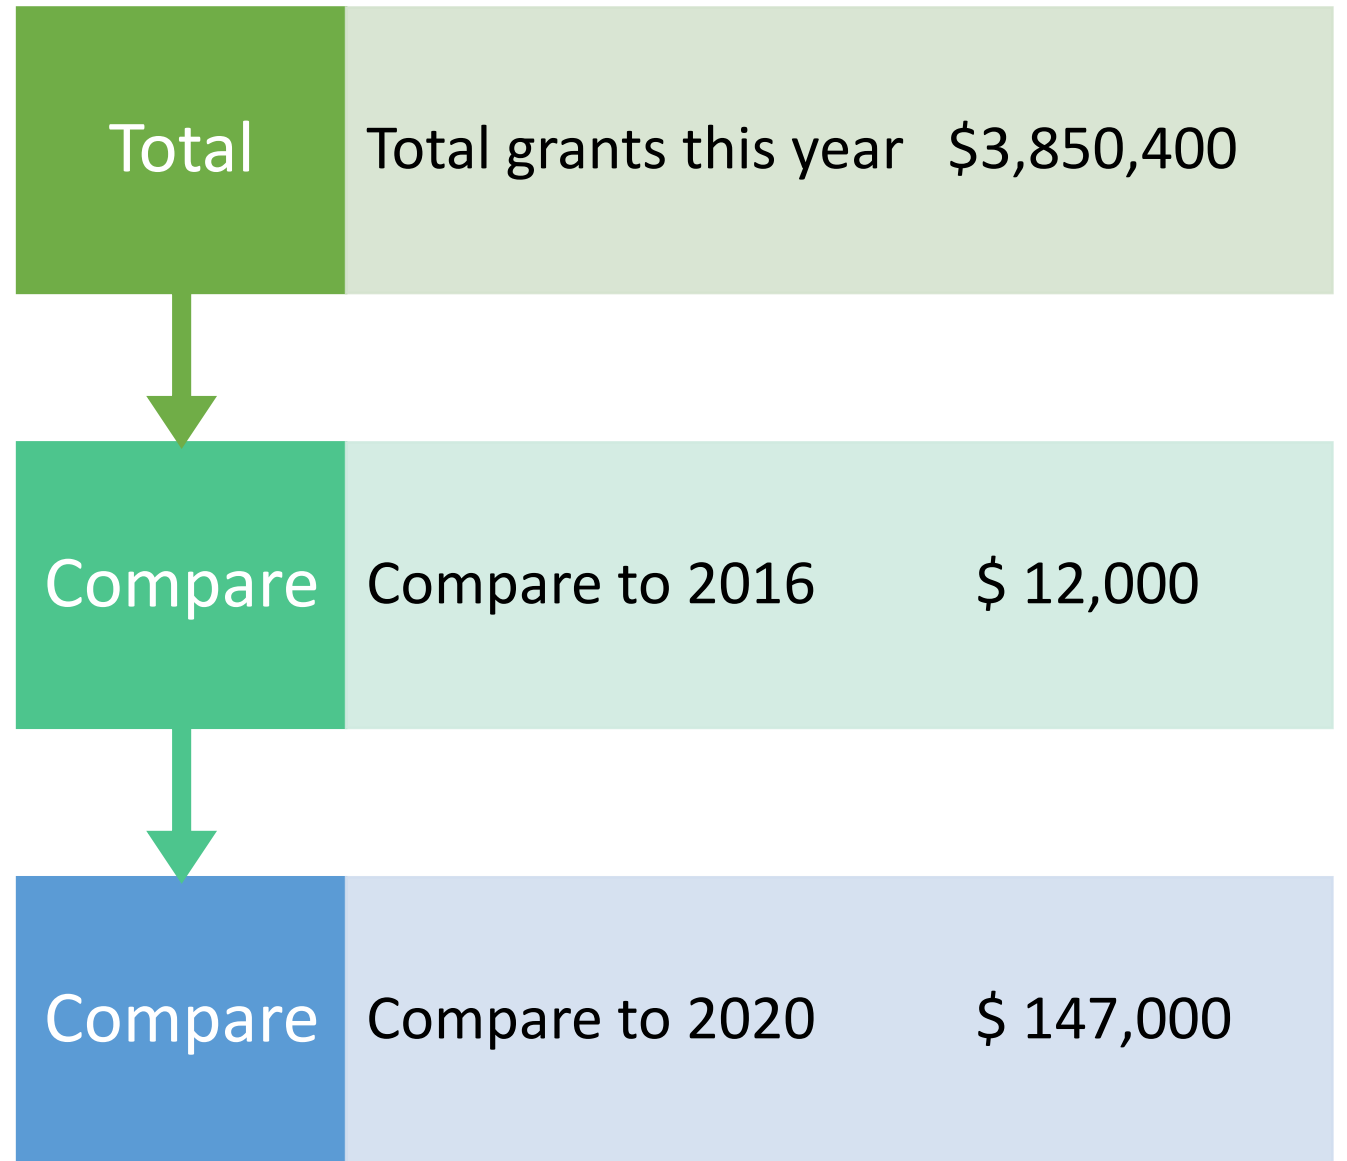 Total
Total grants this year $3,850,400
Compare
Compare to 2016 $ 12,000
Compare
Compare to 2020 $ 147,000